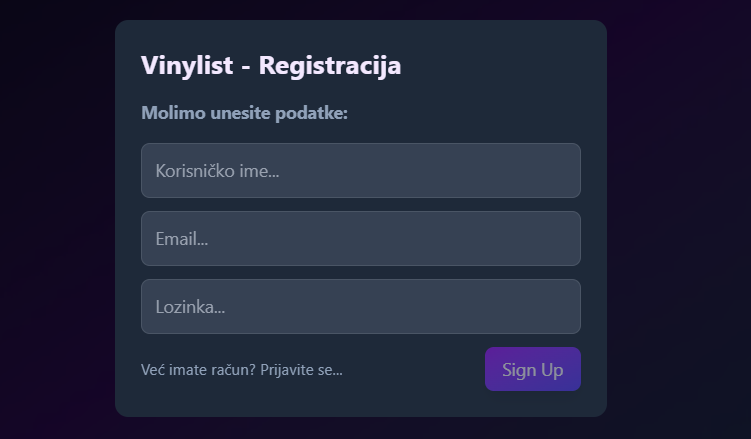 Vinylist - Registracija
Molimo unesite podatke:
Korisničko ime...
Email...
Lozinka...
Već imate račun? Prijavite se...
Sign Up